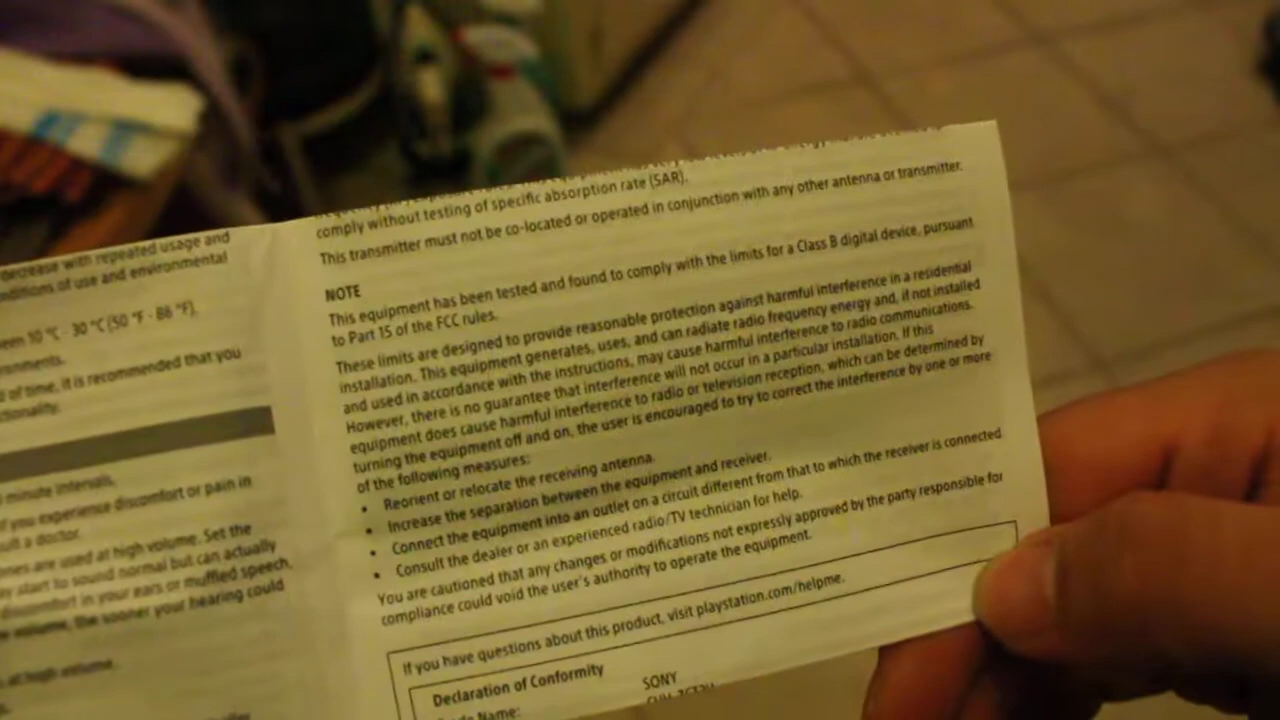 decrease with repeated usage and
conditions of use and environmental
10 °C - 30 °C (50 °F - 86 °F).
of time, it is recommended that you
minute intervals.
if you experience discomfort or pain in
a doctor.
are used at high volume. Set the
start to sound normal but can actually
discomfort in your ears or muffled speech,
volume, the sooner your hearing could
at high volume.
comply without testing of specific absorption rate (SAR).
This transmitter must not be co-located or operated in conjunction with any other antenna or transmitter.
NOTE
This equipment has been tested and found to comply with the limits for a Class B digital device, pursuant
to Part 15 of the FCC rules.
These limits are designed to provide reasonable protection against harmful interference in a residential
installation. This equipment generates, uses, and can radiate radio frequency energy and, if not installed
and used in accordance with the instructions, may cause harmful interference to radio communications.
However, there is no guarantee that interference will not occur in a particular installation. If this
equipment does cause harmful interference to radio or television reception, which can be determined by
turning the equipment off and on, the user is encouraged to try to correct the interference by one or more
of the following measures:
• Reorient or relocate the receiving antenna.
• Increase the separation between the equipment and receiver.
• Connect the equipment into an outlet on a circuit different from that to which the receiver is connected
• Consult the dealer or an experienced radio/TV technician for help.
You are cautioned that any changes or modifications not expressly approved by the party responsible for
compliance could void the user's authority to operate the equipment.
If you have questions about this product, visit playstation.com/helpme.
Declaration of Conformity
SONY
Name: